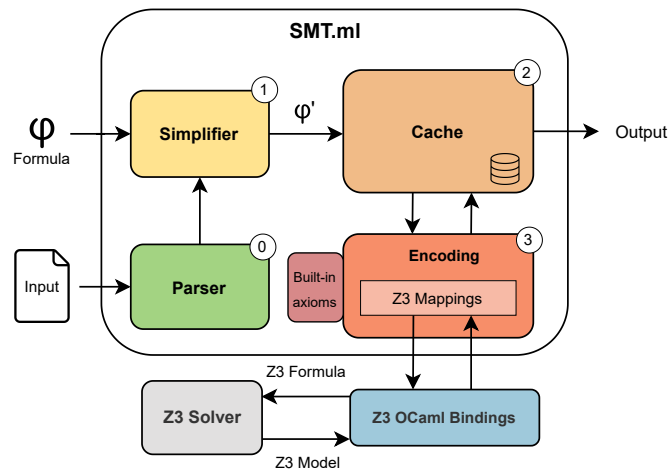 SMT.ml
1
2
φ
Formula
Simplifier
φ'
Cache
Output
0
3
Input
Parser
Built-in
axioms
Encoding
Z3 Mappings
Z3 Formula
Z3 Solver
Z3 OCaml Bindings
Z3 Model